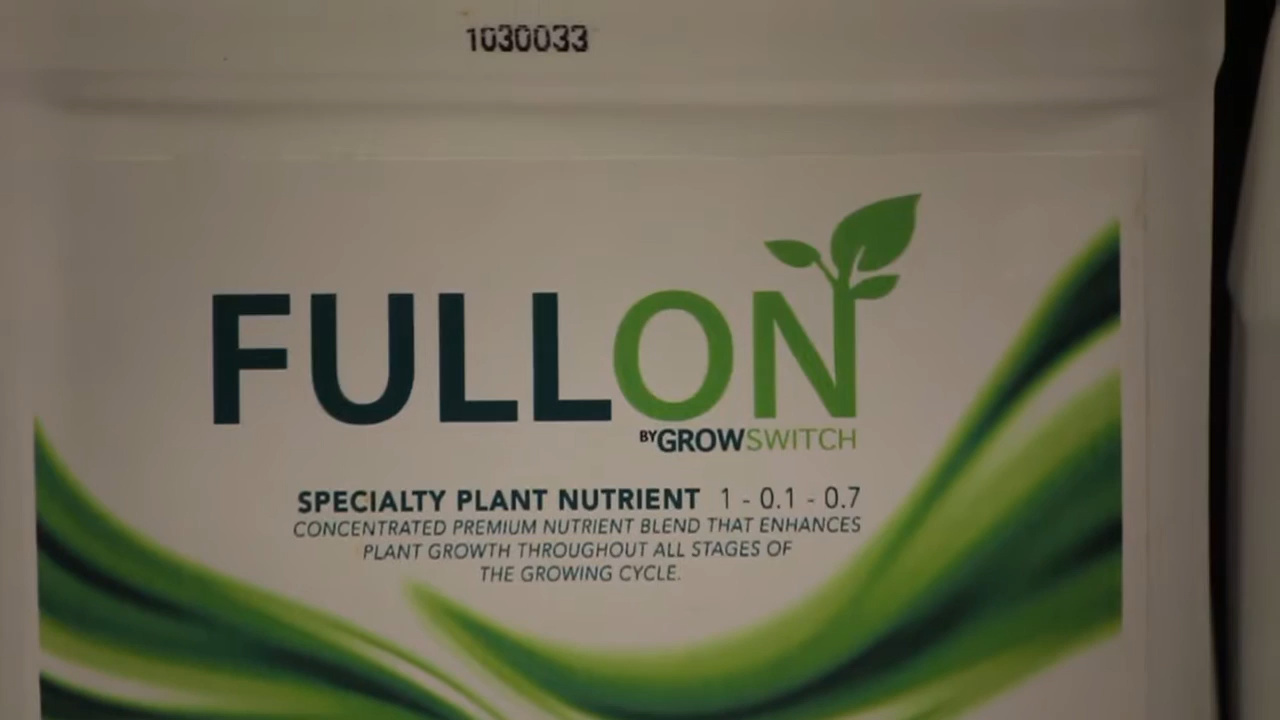 1030033
FULLON
BY GROWSWITCH
SPECIALTY PLANT NUTRIENT 1 - 0.1 - 0.7
CONCENTRATED PREMIUM NUTRIENT BLEND THAT ENHANCES
PLANT GROWTH THROUGHOUT ALL STAGES OF
THE GROWING CYCLE.